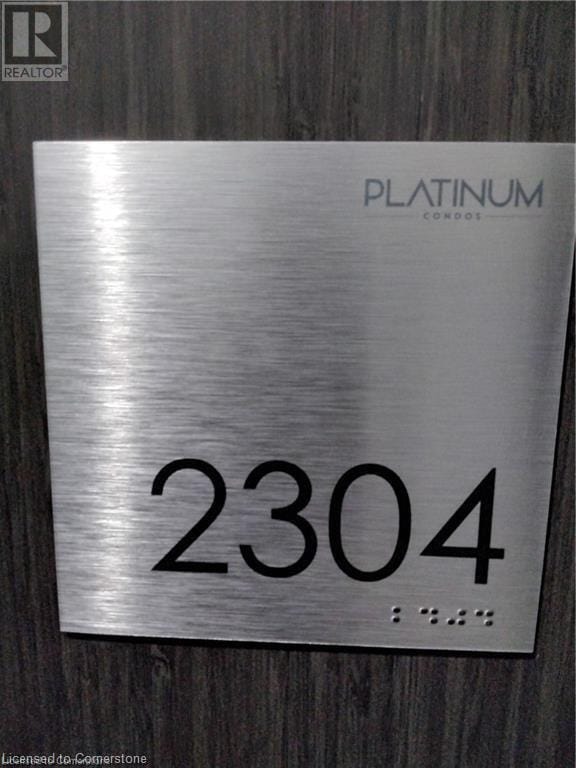 R
REALTOR®
PLATINUM
CONDOS
2304
Licensed to Cornerstone